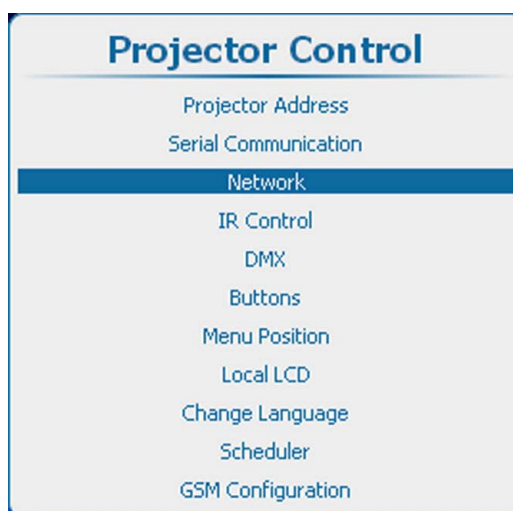 Projector Control
Projector Address
Serial Communication
Network
IR Control
DMX
Buttons
Menu Position
Local LCD
Change Language
Scheduler
GSM Configuration